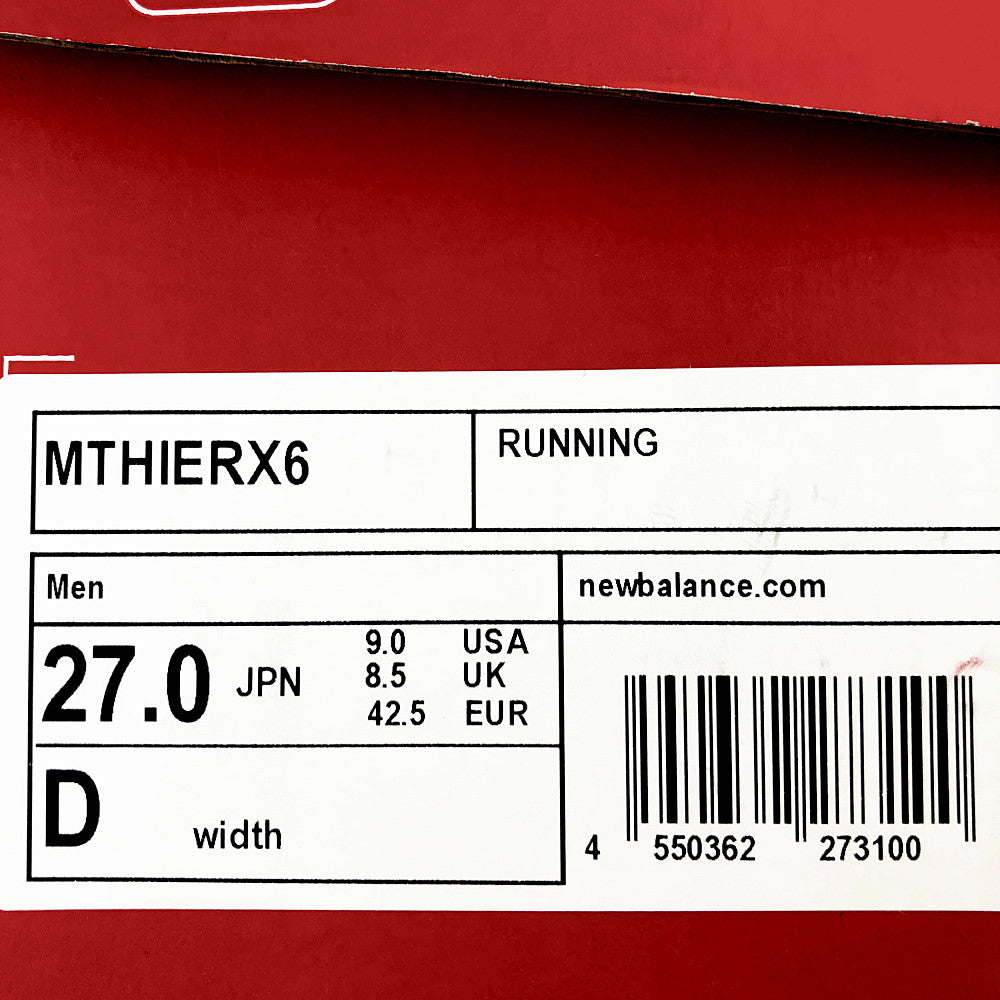 MTHIERX6
RUNNING
Men
newbalance.com
27.0 JPN
9.0 USA
8.5 UK
42.5 EUR
D width
4 550362 273100